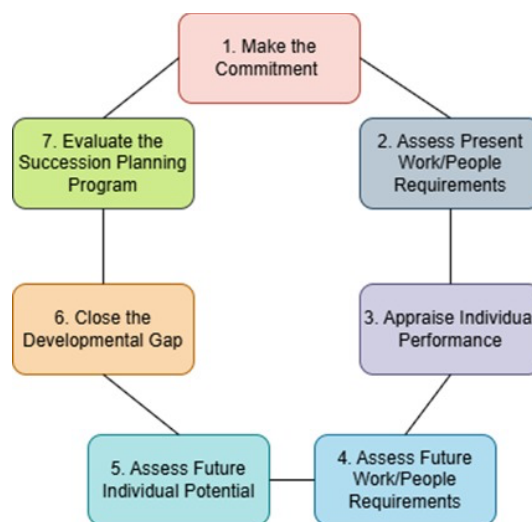 1. Make the
Commitment
2. Assess Present
Work/People
Requirements
3. Appraise Individual
Performance
4. Assess Future
Work/People
Requirements
5. Assess Future
Individual Potential
6. Close the
Developmental Gap
7. Evaluate the
Succession Planning
Program